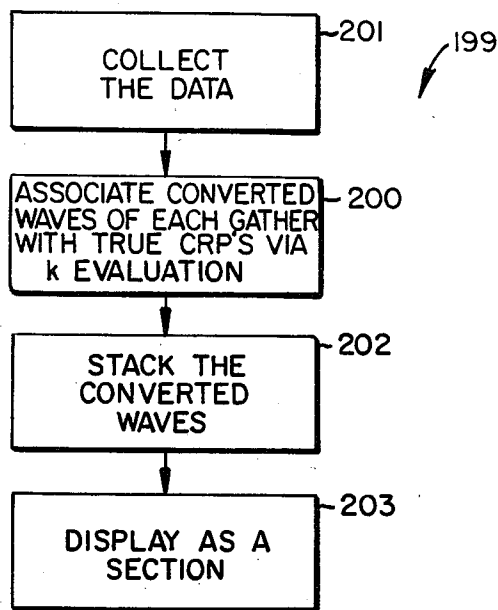 COLLECT
THE DATA
201
199
ASSOCIATE CONVERTED
WAVES OF EACH GATHER
WITH TRUE CRP'S VIA
k EVALUATION
200
STACK THE
CONVERTED
WAVES
202
DISPLAY AS A
SECTION
203